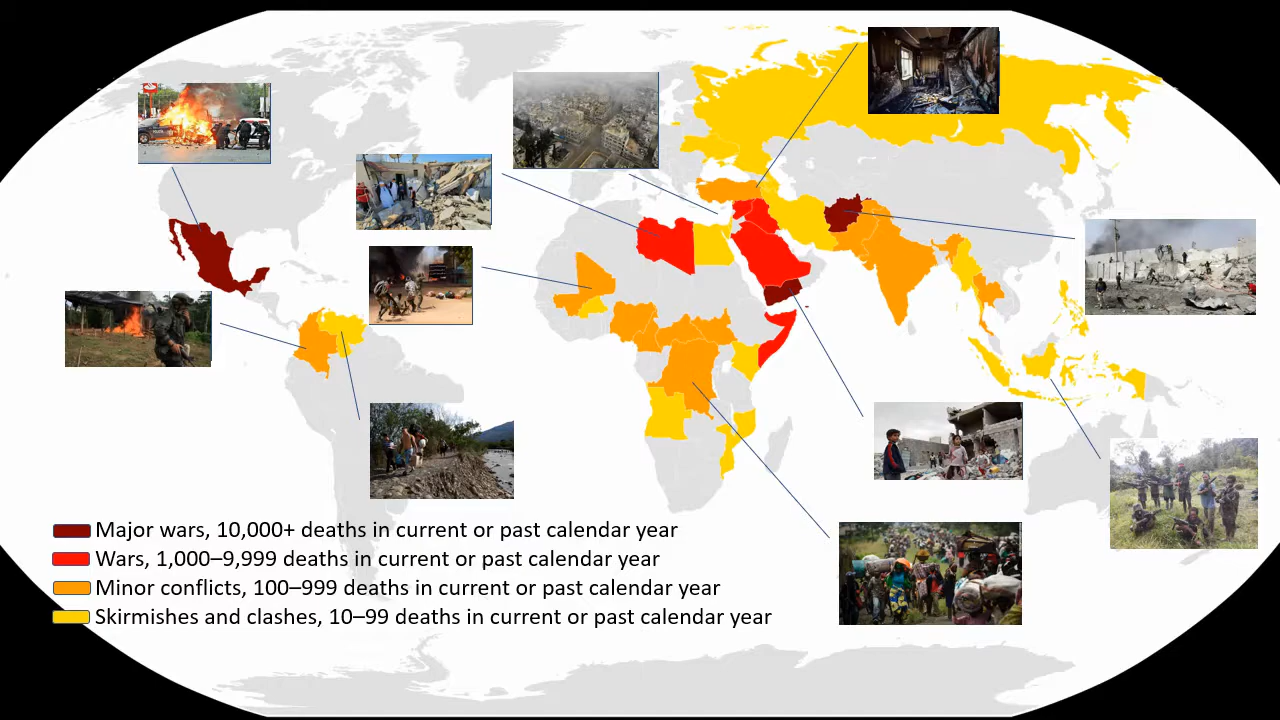 Major wars, 10,000+ deaths in current or past calendar year
Wars, 1,000–9,999 deaths in current or past calendar year
Minor conflicts, 100–999 deaths in current or past calendar year
Skirmishes and clashes, 10–99 deaths in current or past calendar year